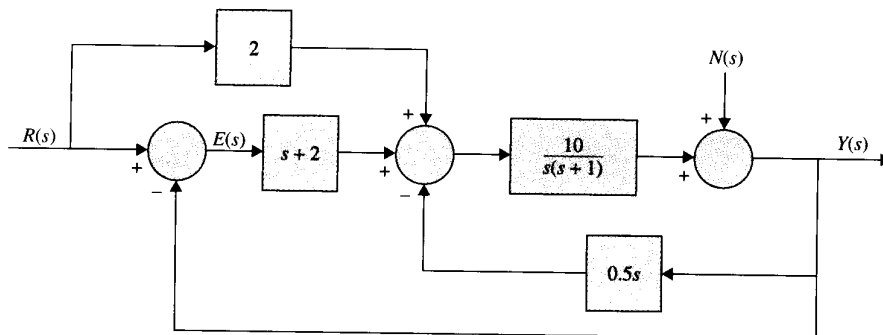 2
N(s)
+
+
R(s)
E(s)
s + 2
10
s(s + 1)
Y(s)
+
+
+
−
−
0.5s